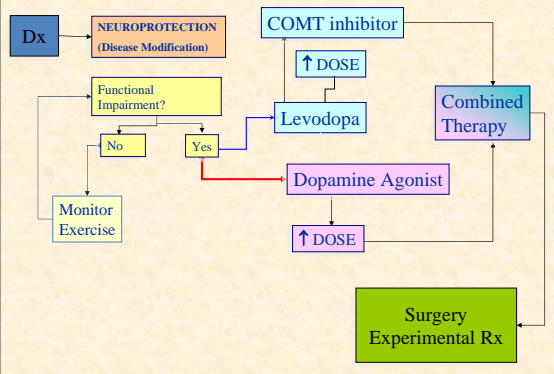 Dx
NEUROPROTECTION
(Disease Modification)
COMT inhibitor
↑ DOSE
Functional
Impairment?
Levodopa
Combined
Therapy
No
Yes
Dopamine Agonist
Monitor
Exercise
↑ DOSE
Surgery
Experimental Rx